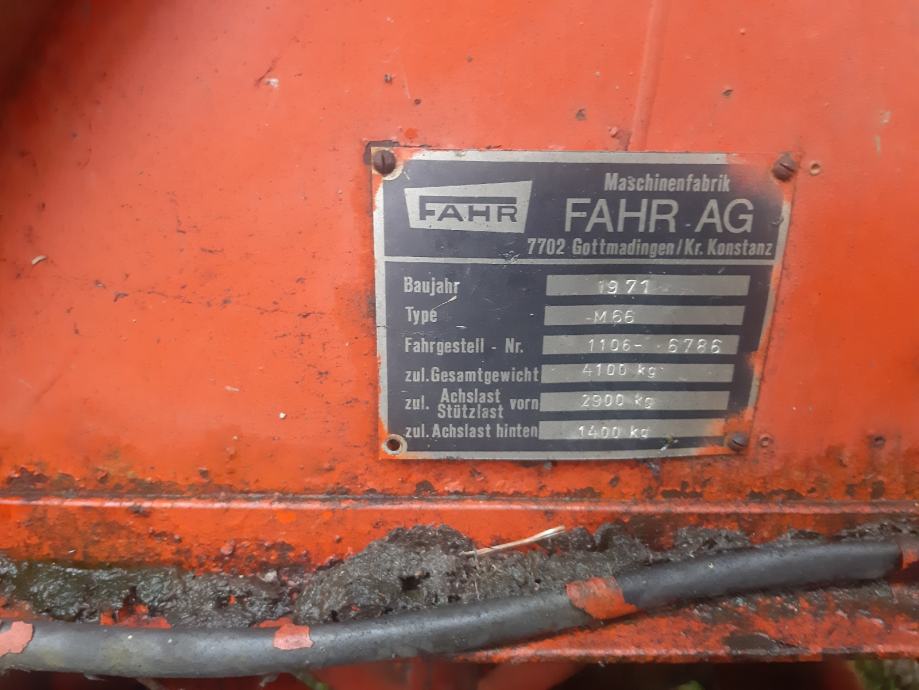 FAHR
Maschinenfabrik
FAHR AG
7702 Gottmadingen/Kr. Konstanz
Baujahr 1971
Type M66
Fahrgestell - Nr. 1106- 6786
zul. Gesamtgewicht 4100 kg
zul. Achslast Stützlast vorn 2900 kg
zul. Achslast hinten 1400 kg